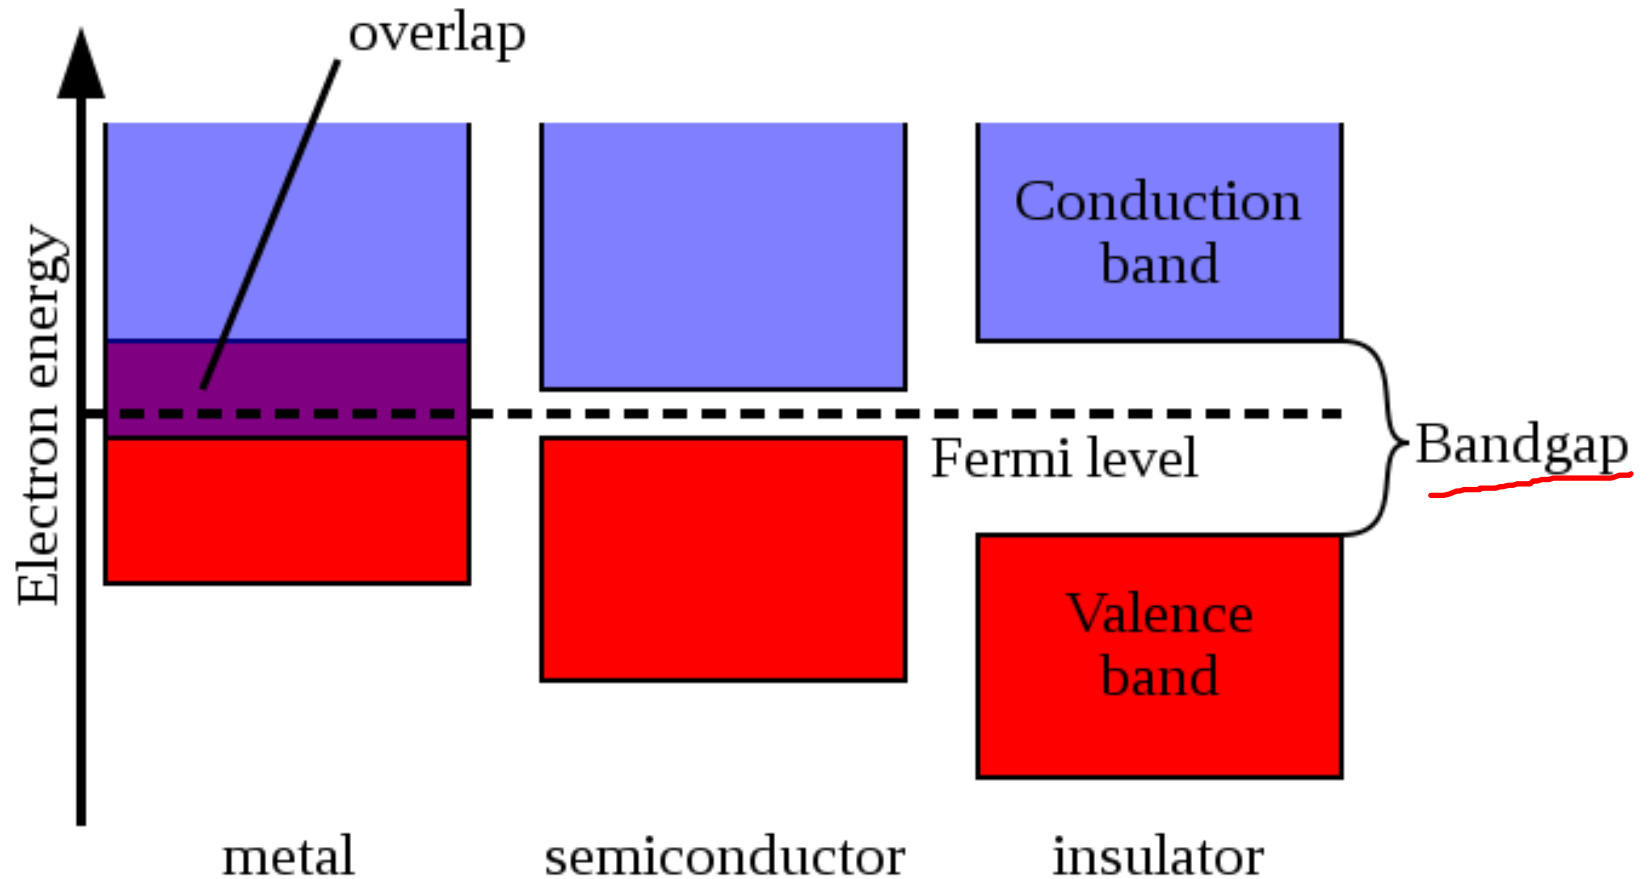 overlap
Electron energy
Conduction
band
Fermi level
Bandgap
Valence
band
metal
semiconductor
insulator